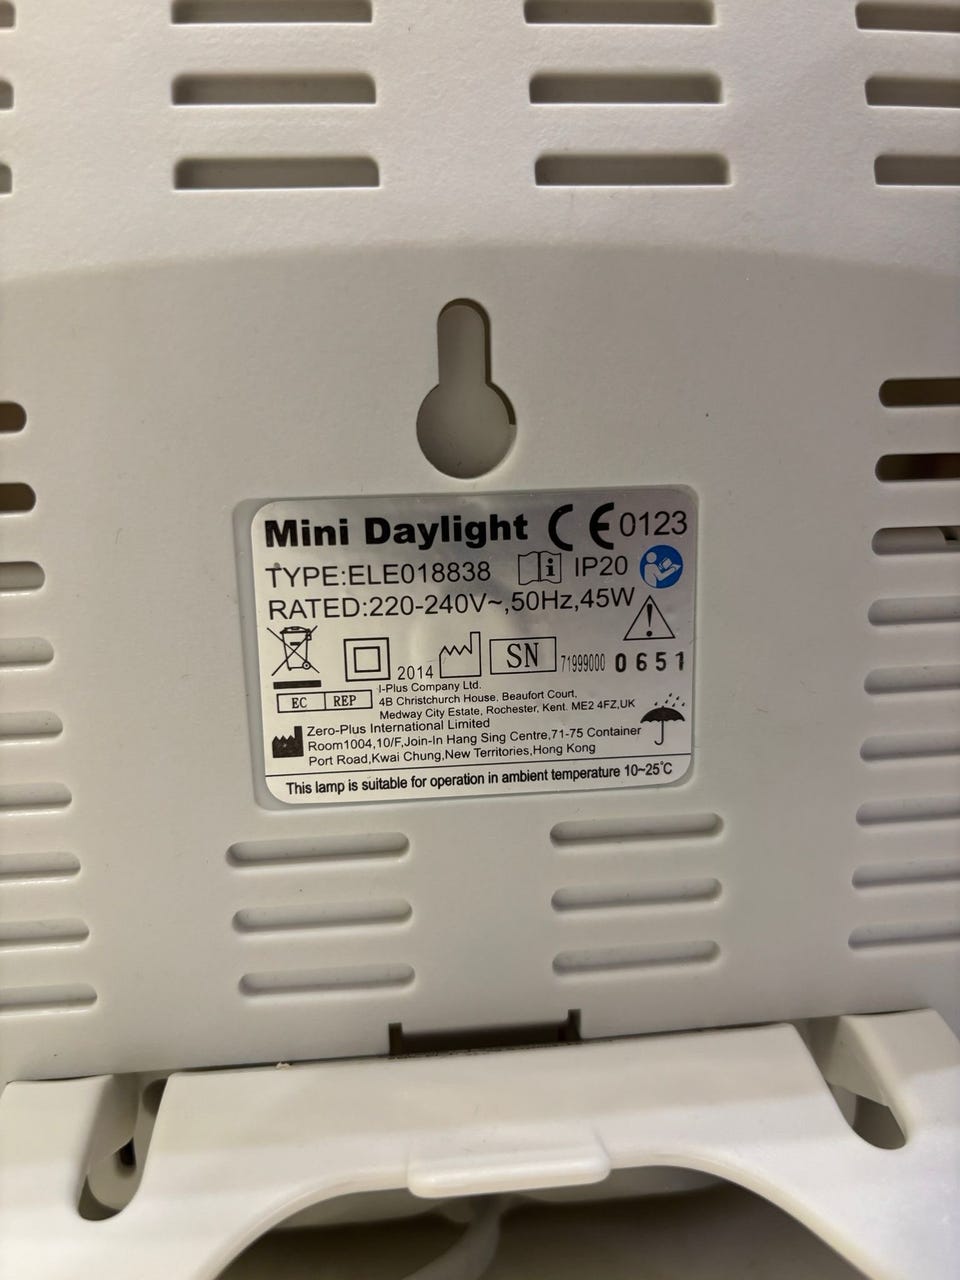 Mini Daylight CE 0123
TYPE:ELE018838 i IP20
RATED:220-240V~,50Hz,45W
2014 SN 71999000 0651
EC REP
I-Plus Company Ltd.
4B Christchurch House, Beaufort Court,
Medway City Estate, Rochester, Kent. ME2 4FZ,UK
Zero-Plus International Limited
Room1004,10/F,Join-In Hang Sing Centre,71-75 Container
Port Road,Kwai Chung,New Territories,Hong Kong
This lamp is suitable for operation in ambient temperature 10~25℃